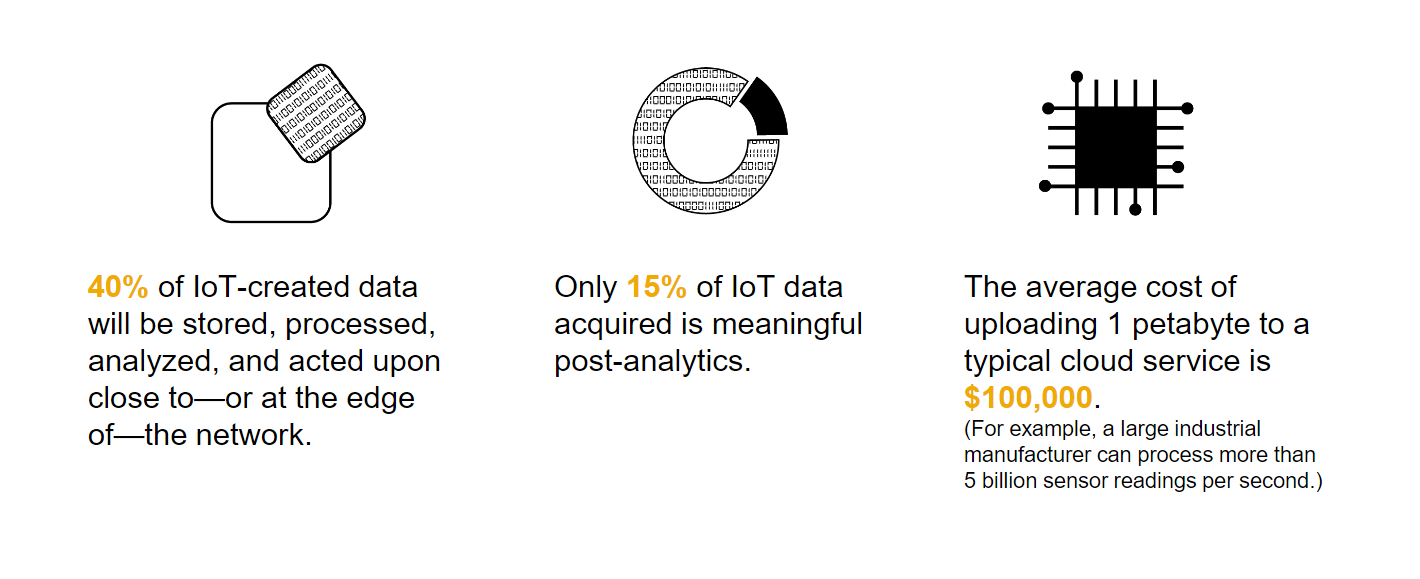 40% of IoT-created data
will be stored, processed,
analyzed, and acted upon
close to—or at the edge
of—the network.
Only 15% of IoT data
acquired is meaningful
post-analytics.
The average cost of
uploading 1 petabyte to a
typical cloud service is
$100,000.
(For example, a large industrial
manufacturer can process more than
5 billion sensor readings per second.)